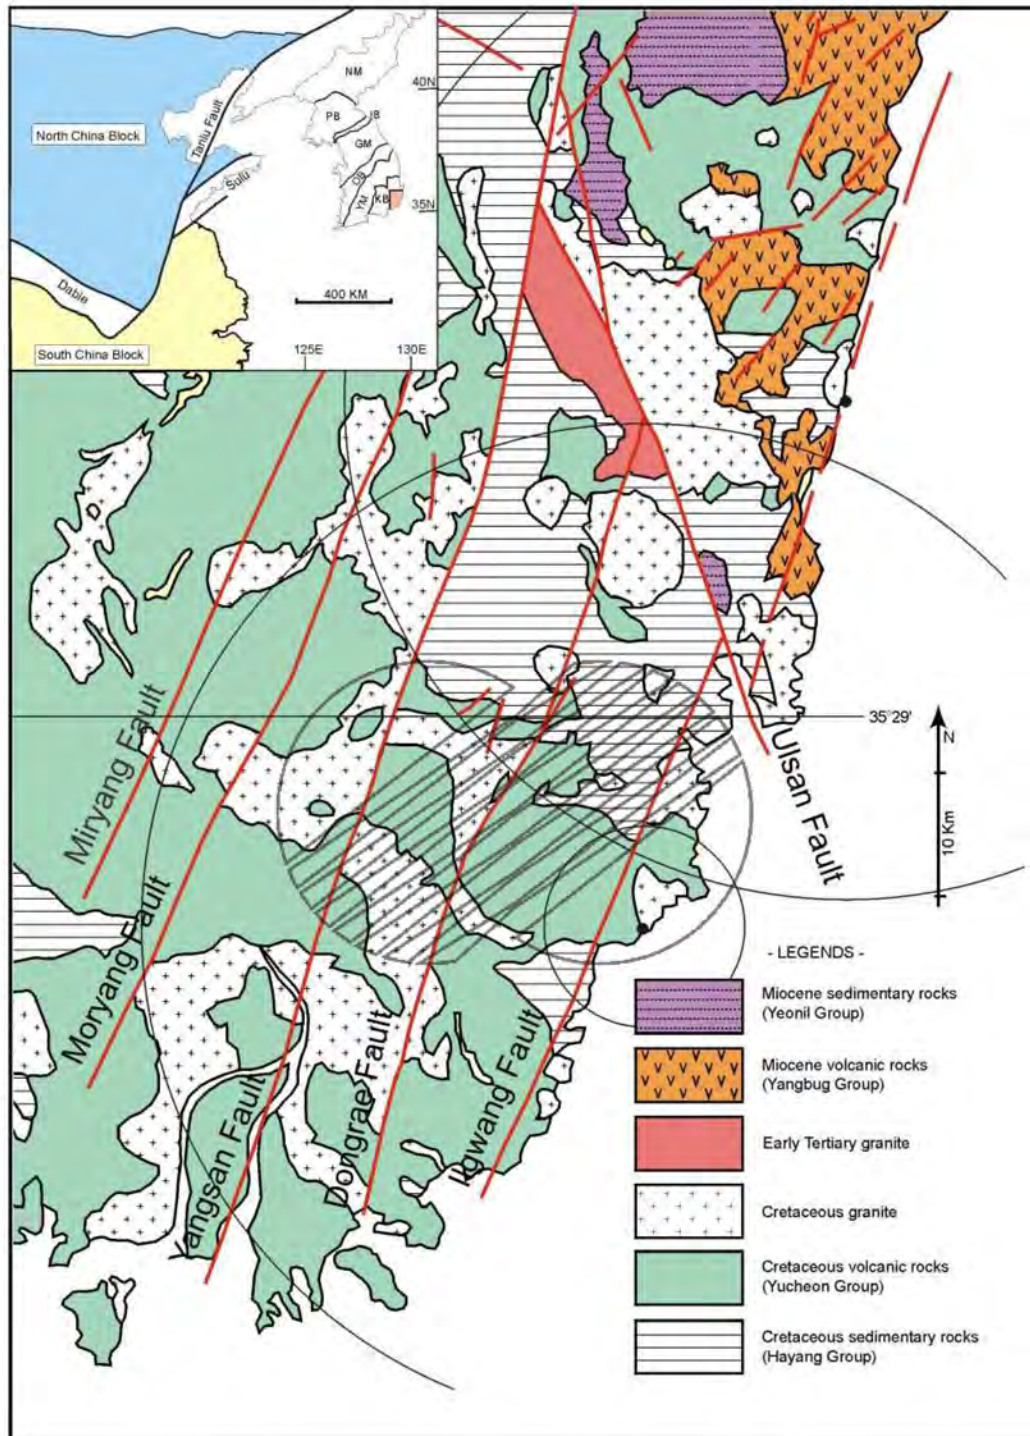 NM
40N
PB
IB
North China Block
Tanlu Fault
GM
Sulu
OB
YM
KB
35N
Dabie
400 KM
South China Block
125E
130E
35°29'
N
10 Km
Miryang Fault
Ulsan Fault
Moryang Fault
Yangsan Fault
Dongrae Fault
Ilgwang Fault
- LEGENDS -
Miocene sedimentary rocks
(Yeonil Group)
Miocene volcanic rocks
(Yangbug Group)
Early Tertiary granite
Cretaceous granite
Cretaceous volcanic rocks
(Yucheon Group)
Cretaceous sedimentary rocks
(Hayang Group)